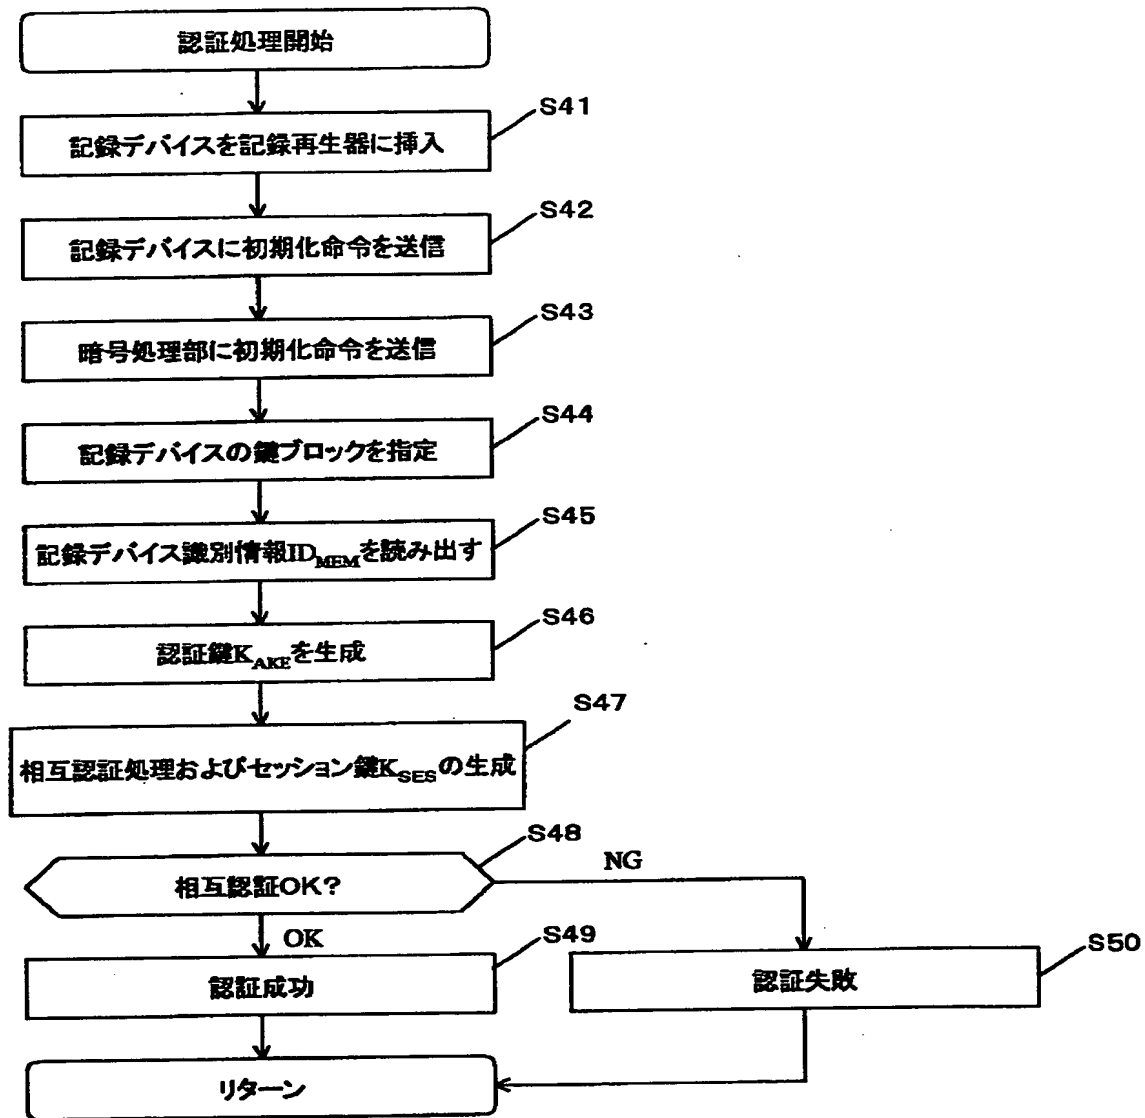 認証処理開始
S41
記録デバイスを記録再生器に挿入
S42
記録デバイスに初期化命令を送信
S43
暗号処理部に初期化命令を送信
S44
記録デバイスの鍵ブロックを指定
S45
記録デバイス識別情報ID_MEMを読み出す
S46
認証鍵K_AKEを生成
S47
相互認証処理およびセッション鍵K_SESの生成
S48
相互認証OK?
NG
OK
S49
認証成功
S50
認証失敗
リターン